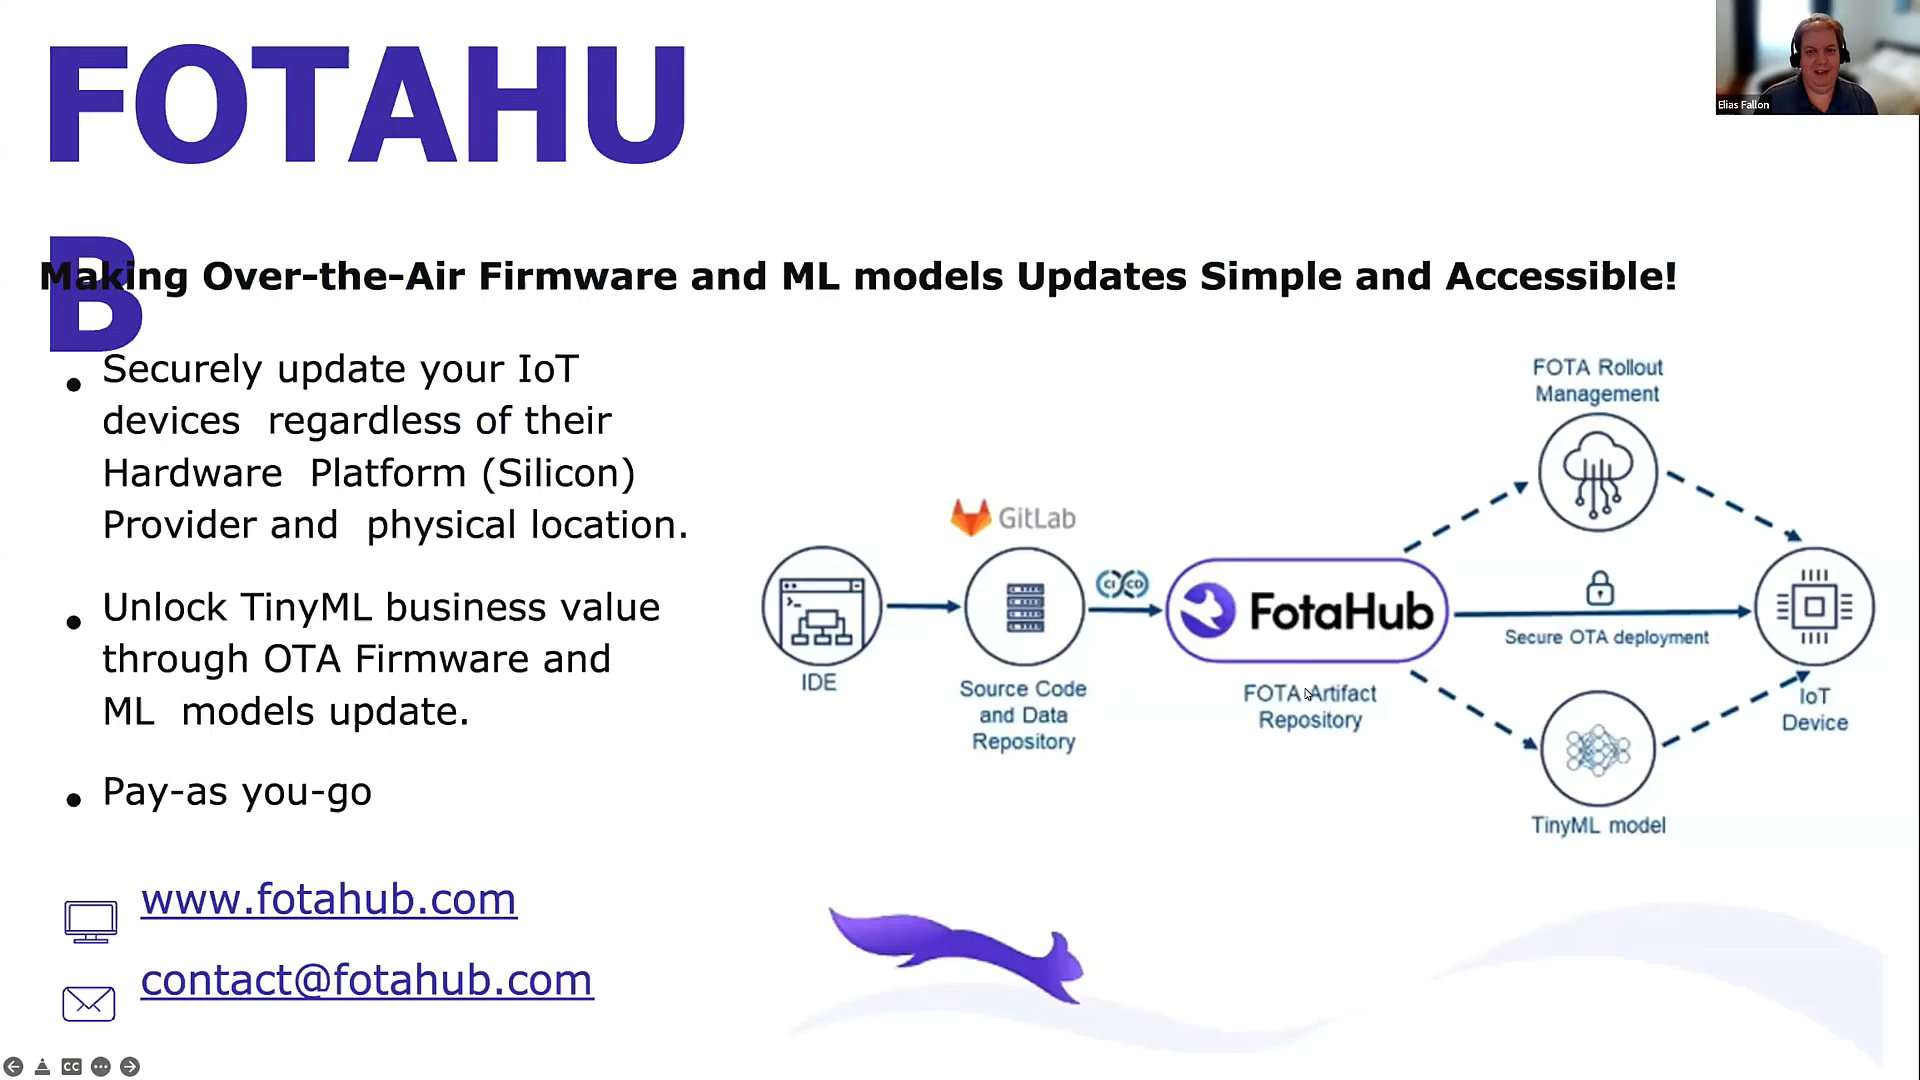 FOTAHU
B
Making Over-the-Air Firmware and ML models Updates Simple and Accessible!
Securely update your IoT
devices regardless of their
Hardware Platform (Silicon)
Provider and physical location.
Unlock TinyML business value
through OTA Firmware and
ML models update.
Pay-as you-go
www.fotahub.com
contact@fotahub.com
IDE
GitLab
Source Code
and Data
Repository
CI CD
FotaHub
FOTA Artifact
Repository
FOTA Rollout
Management
Secure OTA deployment
TinyML model
IoT
Device
Elias Fallon
CC